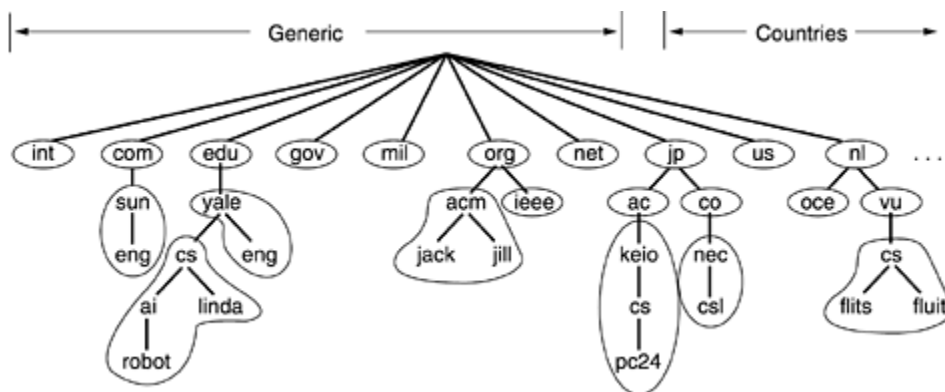 Generic Countries
int com edu gov mil org net jp us nl ...
sun yale acm ieee ac co oce vu
eng cs eng jack jill keio nec cs
ai linda cs csl flits fluit
robot pc24